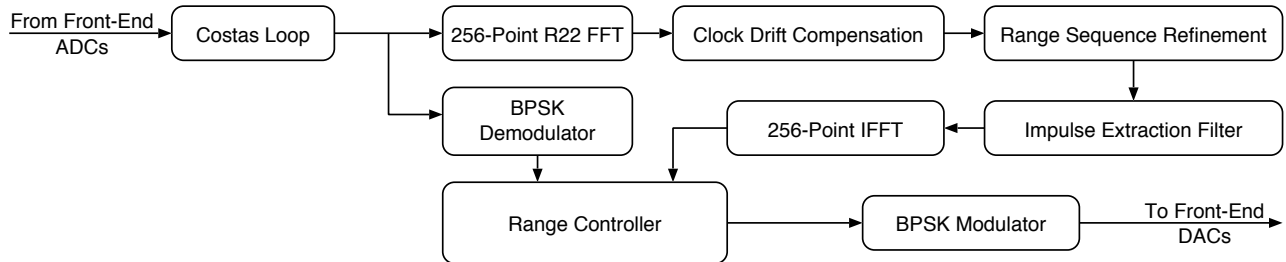 From Front-End
ADCs
Costas Loop
256-Point R22 FFT
Clock Drift Compensation
Range Sequence Refinement
BPSK
Demodulator
256-Point IFFT
Impulse Extraction Filter
Range Controller
BPSK Modulator
To Front-End
DACs